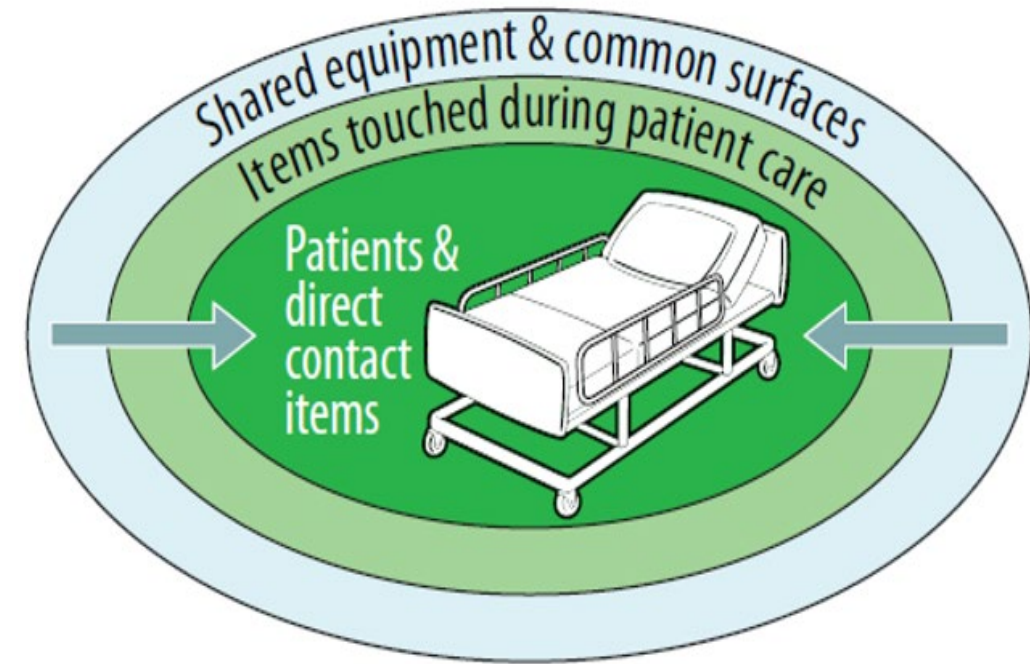 Shared equipment & common surfaces
Items touched during patient care
Patients &
direct
contact
items